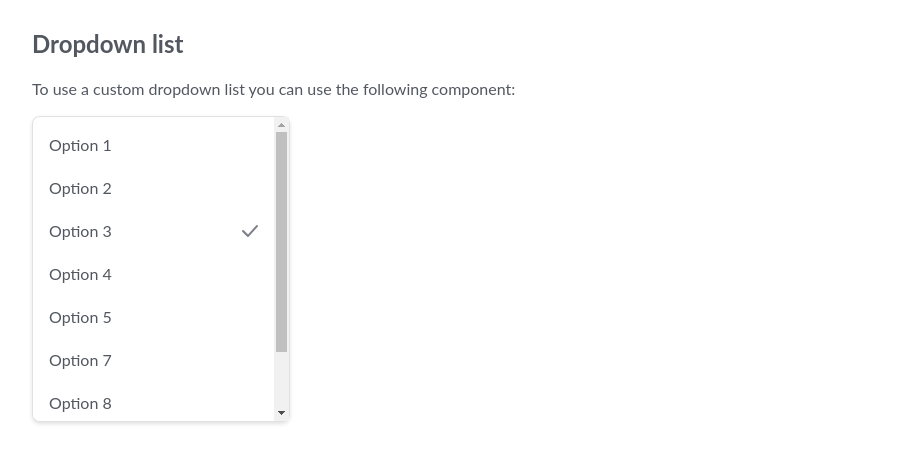 Dropdown list
To use a custom dropdown list you can use the following component:
Option 1
Option 2
Option 3
Option 4
Option 5
Option 7
Option 8